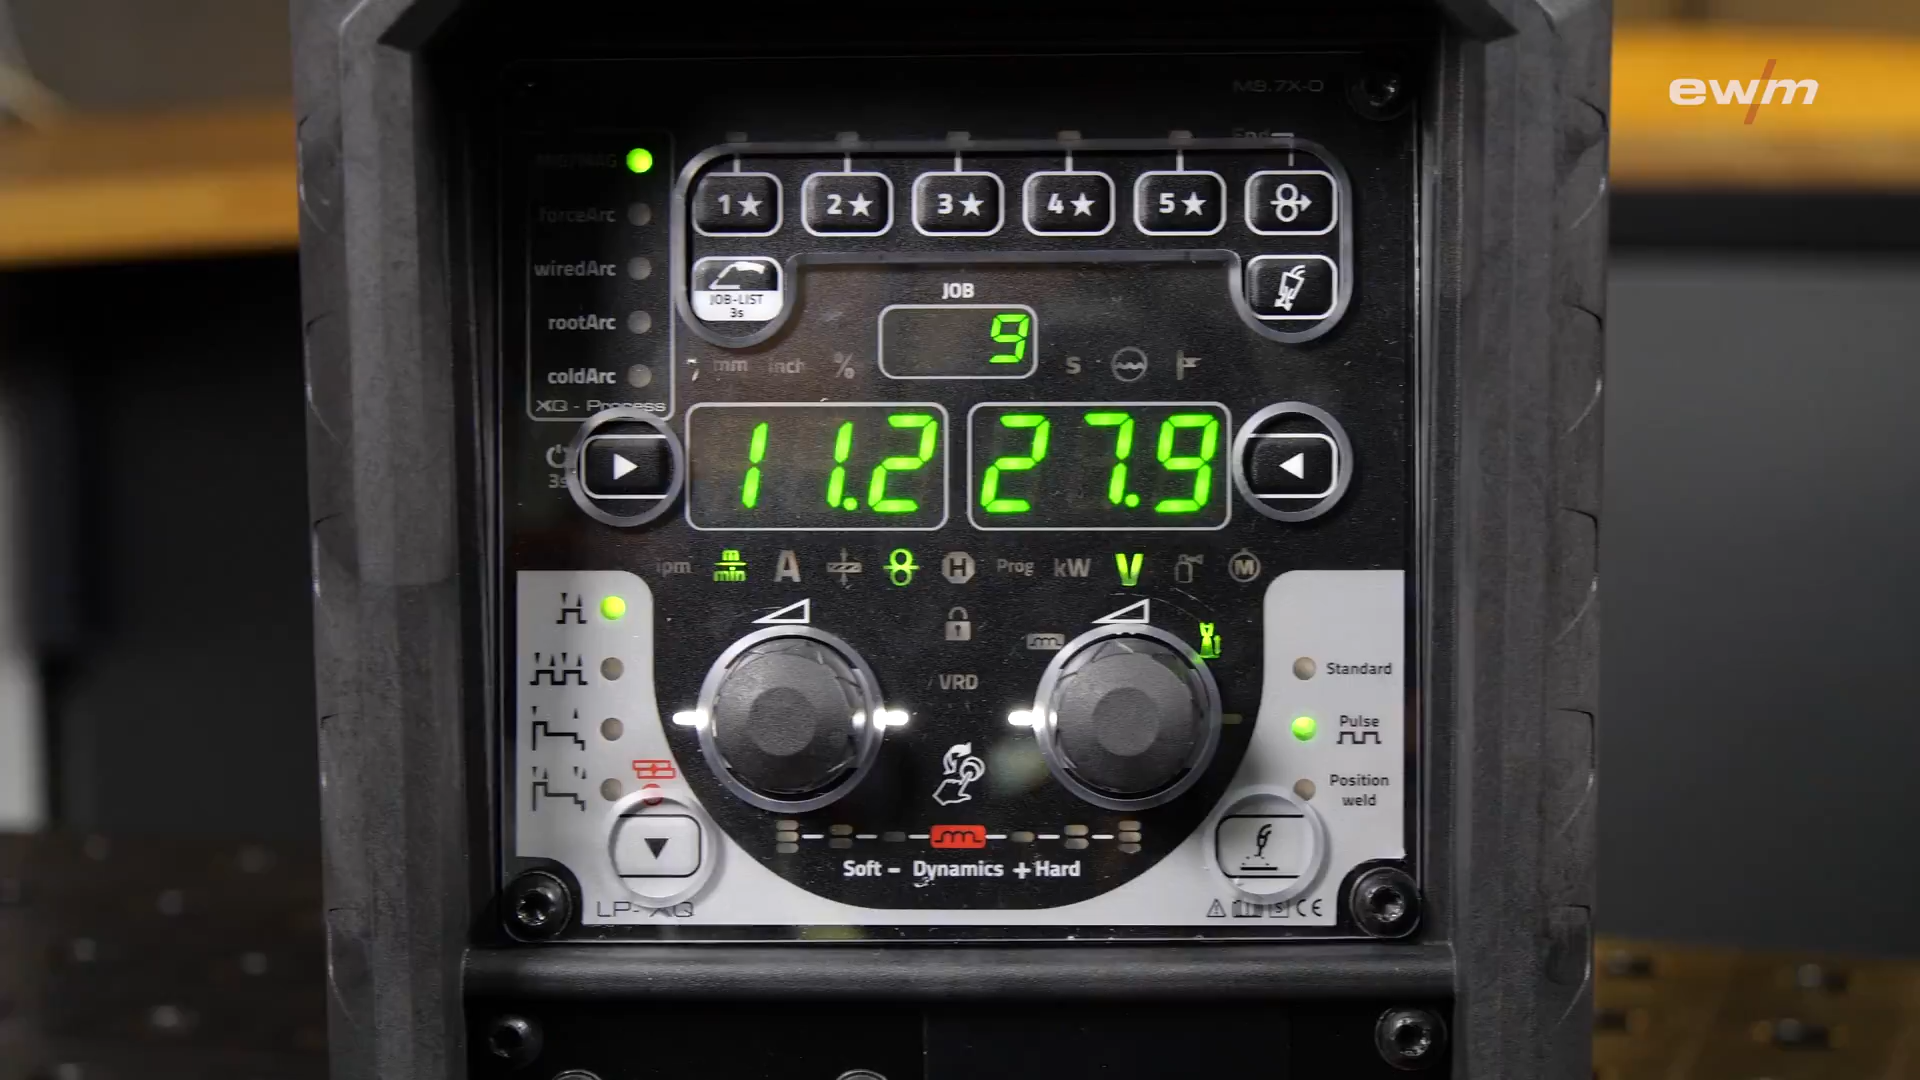 ewm
M3.7X-D
MIG/MAG
End
1★ 2★ 3★ 4★ 5★
forceArc
wiredArc
JOB-LIST
3s
JOB
rootArc
9
coldArc
mm inch % S
XQ - Process
3s
11.2 27.9
ipm m/min A H Prog kW V M
VRD
Standard
Pulse
Position
weld
Soft - Dynamics + Hard
LP-XQ
S CE